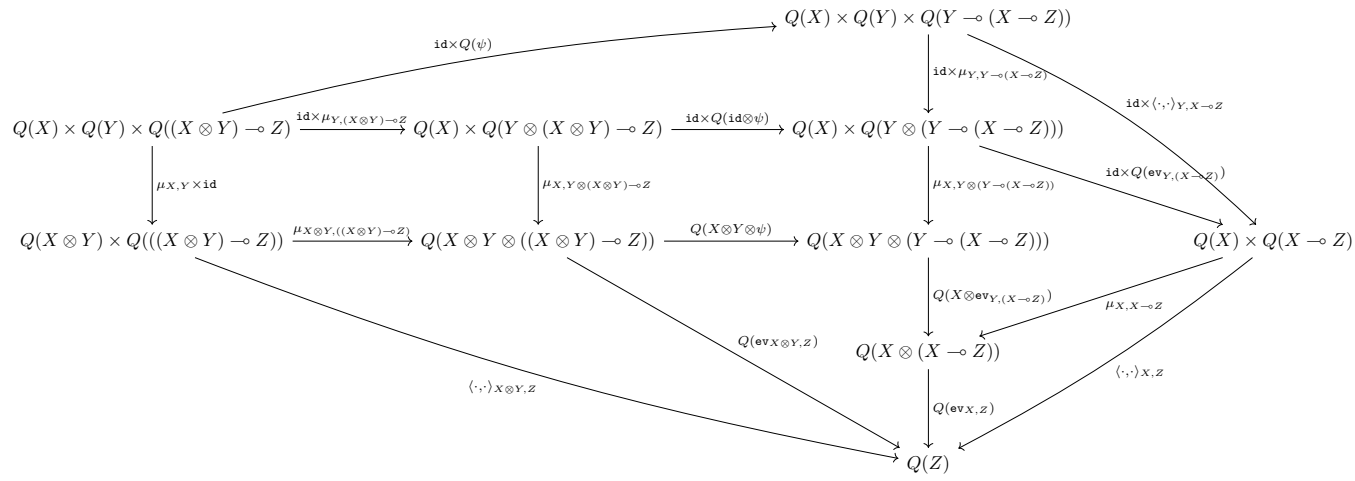 Q(X) × Q(Y) × Q(Y ⊸ (X ⊸ Z))
id×Q(ψ)
id×μ_{Y,Y⊸(X⊸Z)}
id×⟨·,·⟩_{Y,X⊸Z}
Q(X) × Q(Y) × Q((X ⊗ Y) ⊸ Z) id×μ_{Y,(X⊗Y)⊸Z} Q(X) × Q(Y ⊗ (X ⊗ Y) ⊸ Z) id×Q(id⊗ψ) Q(X) × Q(Y ⊗ (Y ⊸ (X ⊸ Z)))
id×Q(ev_{Y,(X⊸Z)})
μ_{X,Y}×id μ_{X,Y⊗(X⊗Y)⊸Z} μ_{X,Y⊗(Y⊸(X⊸Z))}
Q(X ⊗ Y) × Q(((X ⊗ Y) ⊸ Z)) μ_{X⊗Y,((X⊗Y)⊸Z)} Q(X ⊗ Y ⊗ ((X ⊗ Y) ⊸ Z)) Q(X⊗Y⊗ψ) Q(X ⊗ Y ⊗ (Y ⊸ (X ⊸ Z))) Q(X) × Q(X ⊸ Z)
Q(X⊗ev_{Y,(X⊸Z)}) μ_{X,X⊸Z}
Q(ev_{X⊗Y,Z}) Q(X ⊗ (X ⊸ Z))
⟨·,·⟩_{X⊗Y,Z} Q(ev_{X,Z}) ⟨·,·⟩_{X,Z}
Q(Z)